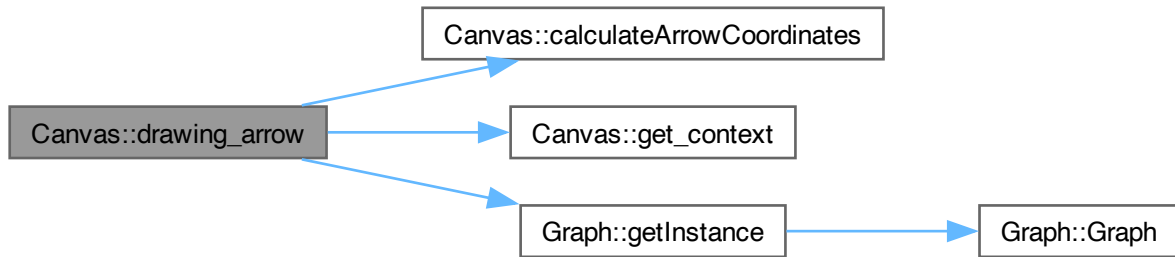 Canvas::calculateArrowCoordinates
Canvas::drawing_arrow
Canvas::get_context
Graph::getInstance
Graph::Graph